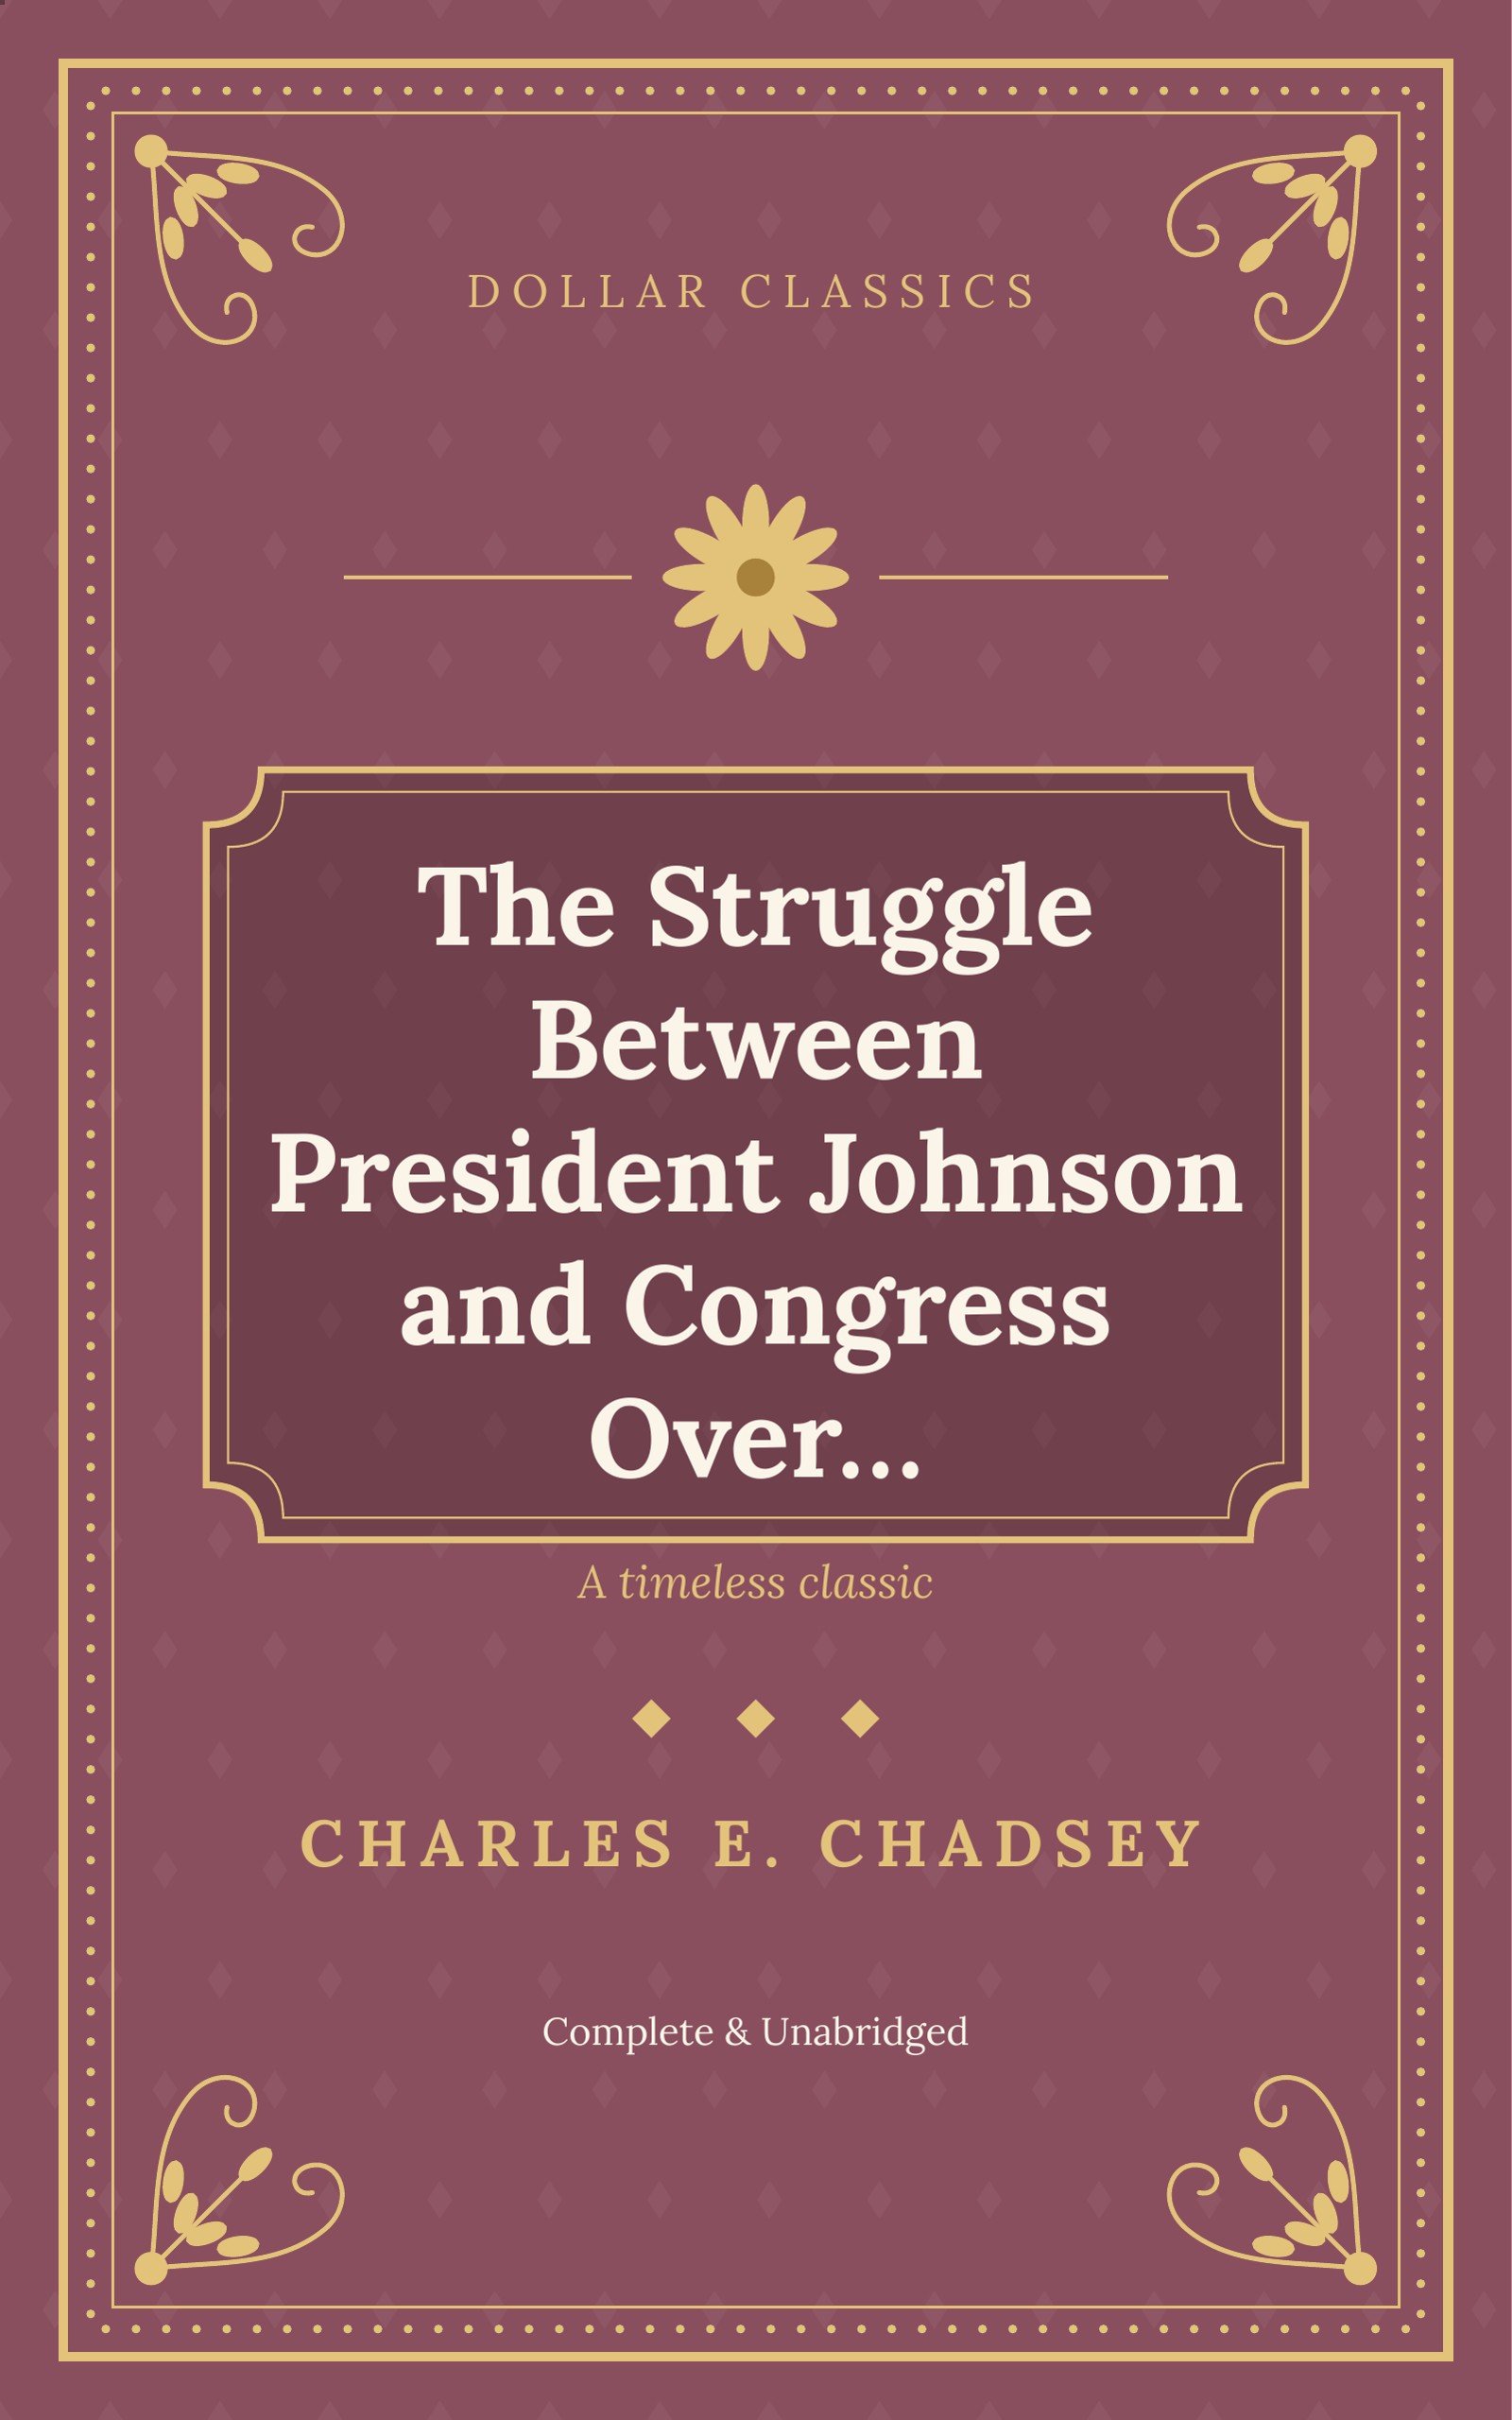 DOLLAR CLASSICS
The Struggle
Between
President Johnson
and Congress
Over...
A timeless classic
CHARLES E. CHADSEY
Complete & Unabridged